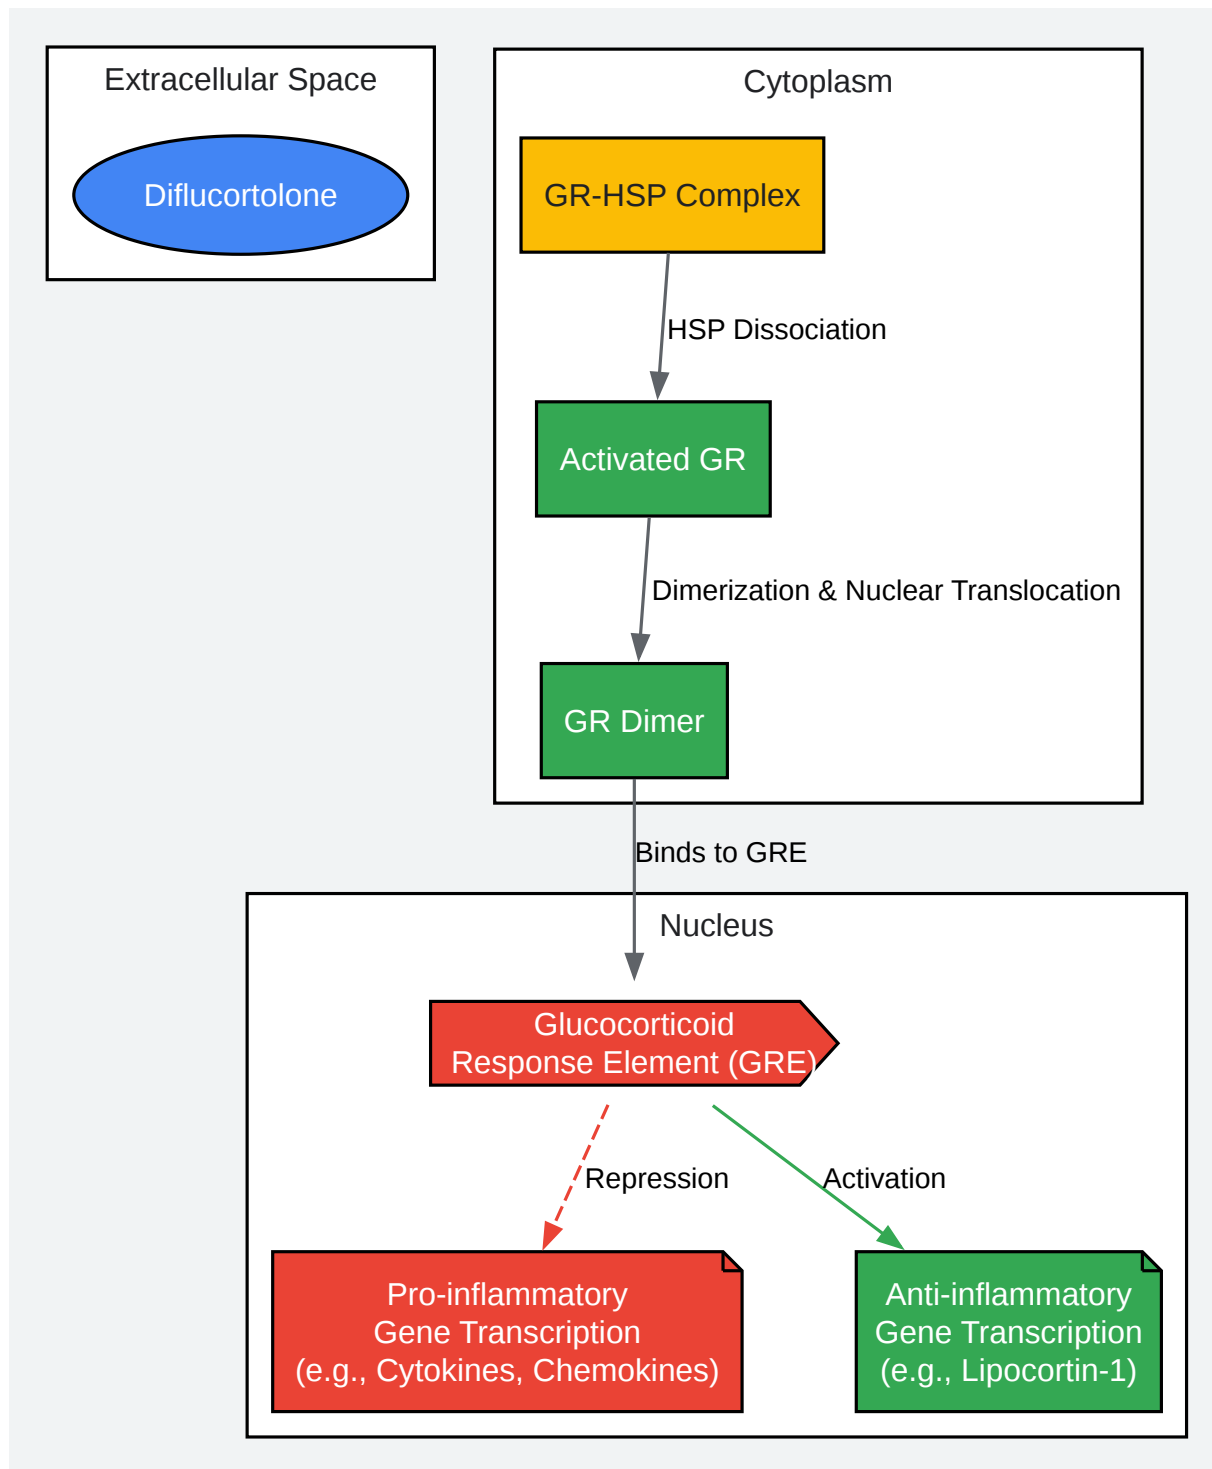 Extracellular Space
Diflucortolone
Cytoplasm
GR-HSP Complex
HSP Dissociation
Activated GR
Dimerization & Nuclear Translocation
GR Dimer
Binds to GRE
Nucleus
Glucocorticoid
Response Element (GRE)
Repression
Activation
Pro-inflammatory
Gene Transcription
(e.g., Cytokines, Chemokines)
Anti-inflammatory
Gene Transcription
(e.g., Lipocortin-1)